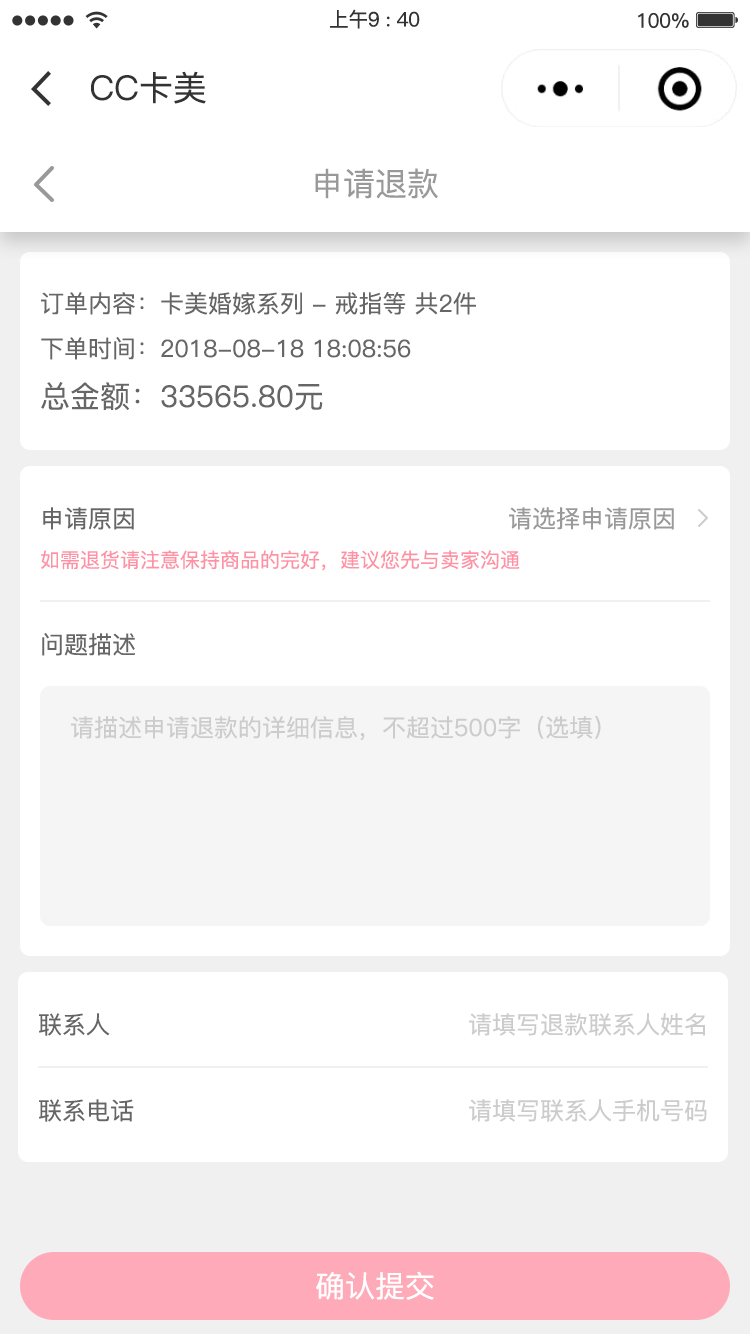 上午9 : 40
100%
CC卡美
申请退款
订单内容：卡美婚嫁系列 – 戒指等 共2件
下单时间：2018–08–18 18:08:56
总金额：33565.80元
申请原因 请选择申请原因
如需退货请注意保持商品的完好，建议您先与卖家沟通
问题描述
请描述申请退款的详细信息，不超过500字（选填）
联系人 请填写退款联系人姓名
联系电话 请填写联系人手机号码
确认提交